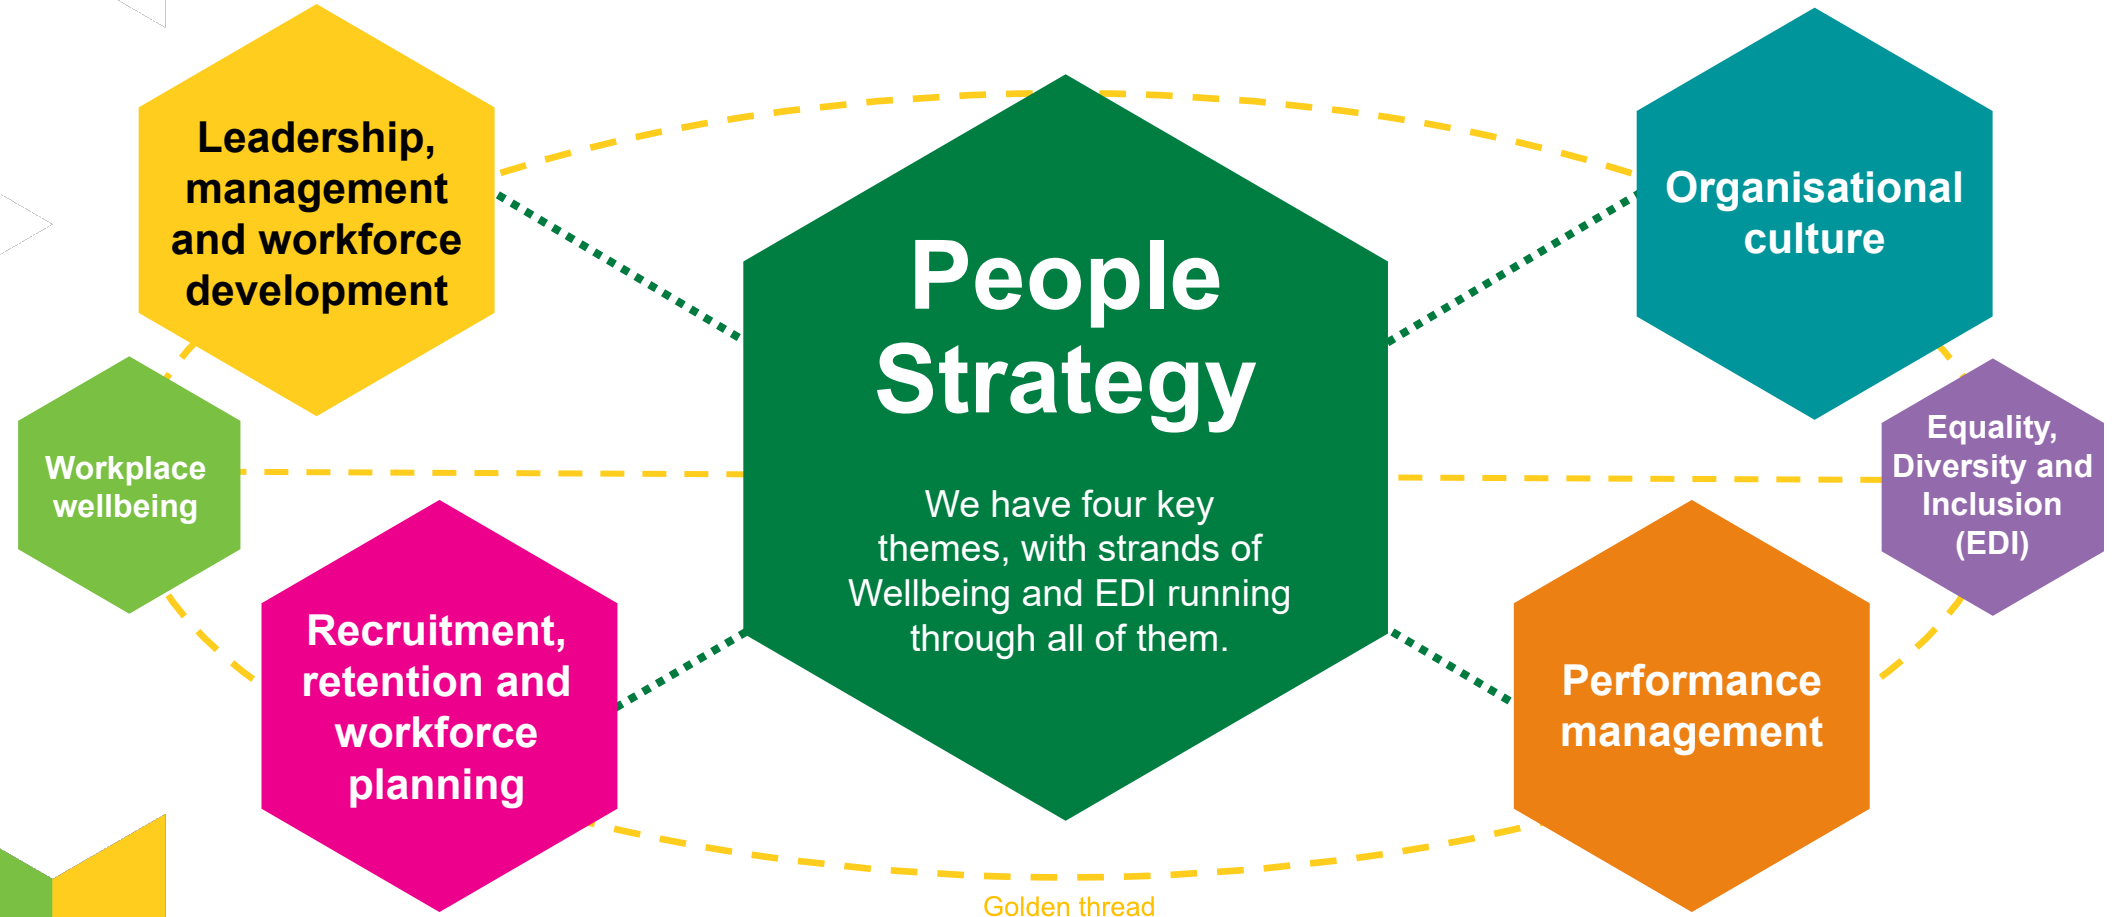 Leadership,
management
and workforce
development
Organisational
culture
People
Strategy
We have four key
themes, with strands of
Wellbeing and EDI running
through all of them.
Workplace
wellbeing
Equality,
Diversity and
Inclusion
(EDI)
Recruitment,
retention and
workforce
planning
Performance
management
Golden thread